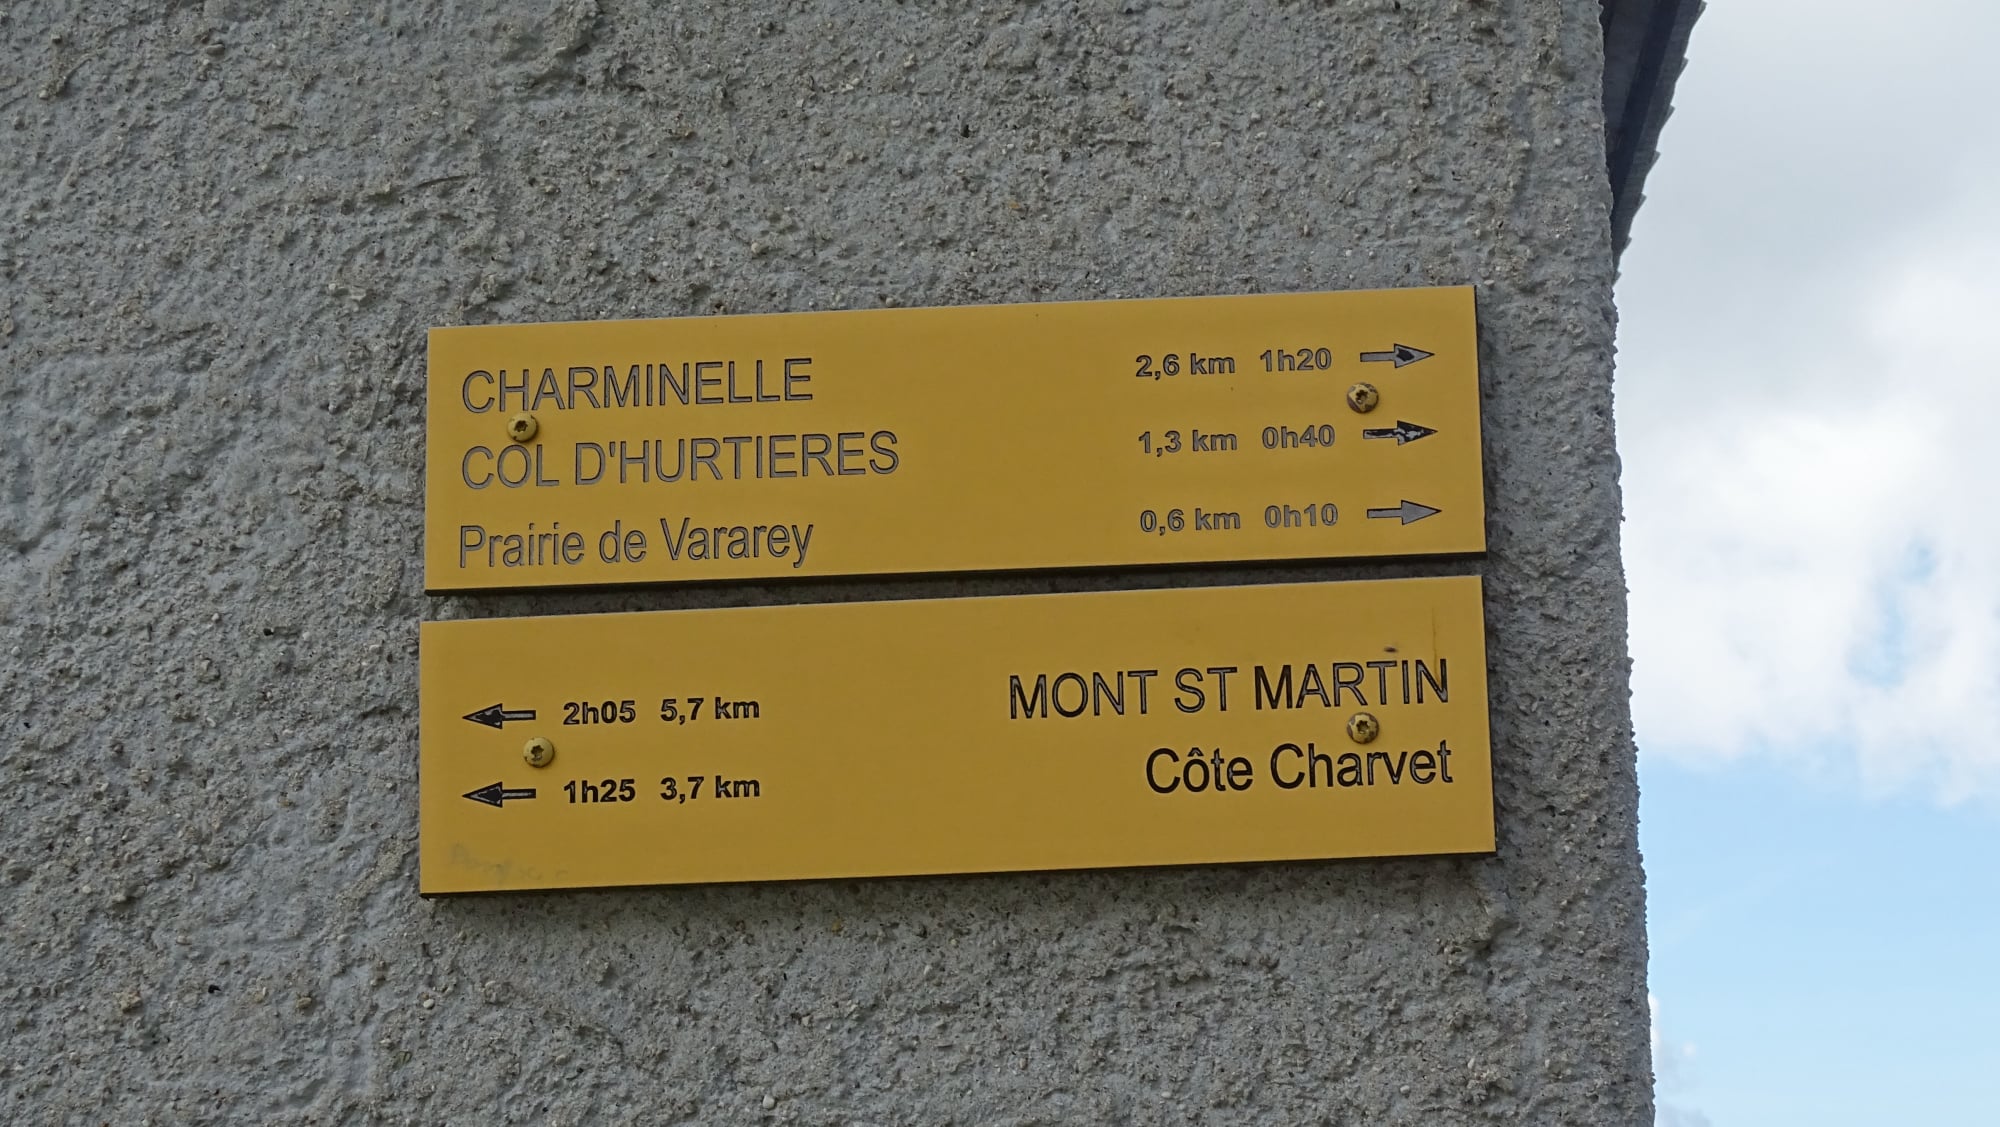 CHARMINELLE 2,6 km 1h20
COL D'HURTIERES 1,3 km 0h40
Prairie de Vararey 0,6 km 0h10
2h05 5,7 km MONT ST MARTIN
1h25 3,7 km Côte Charvet